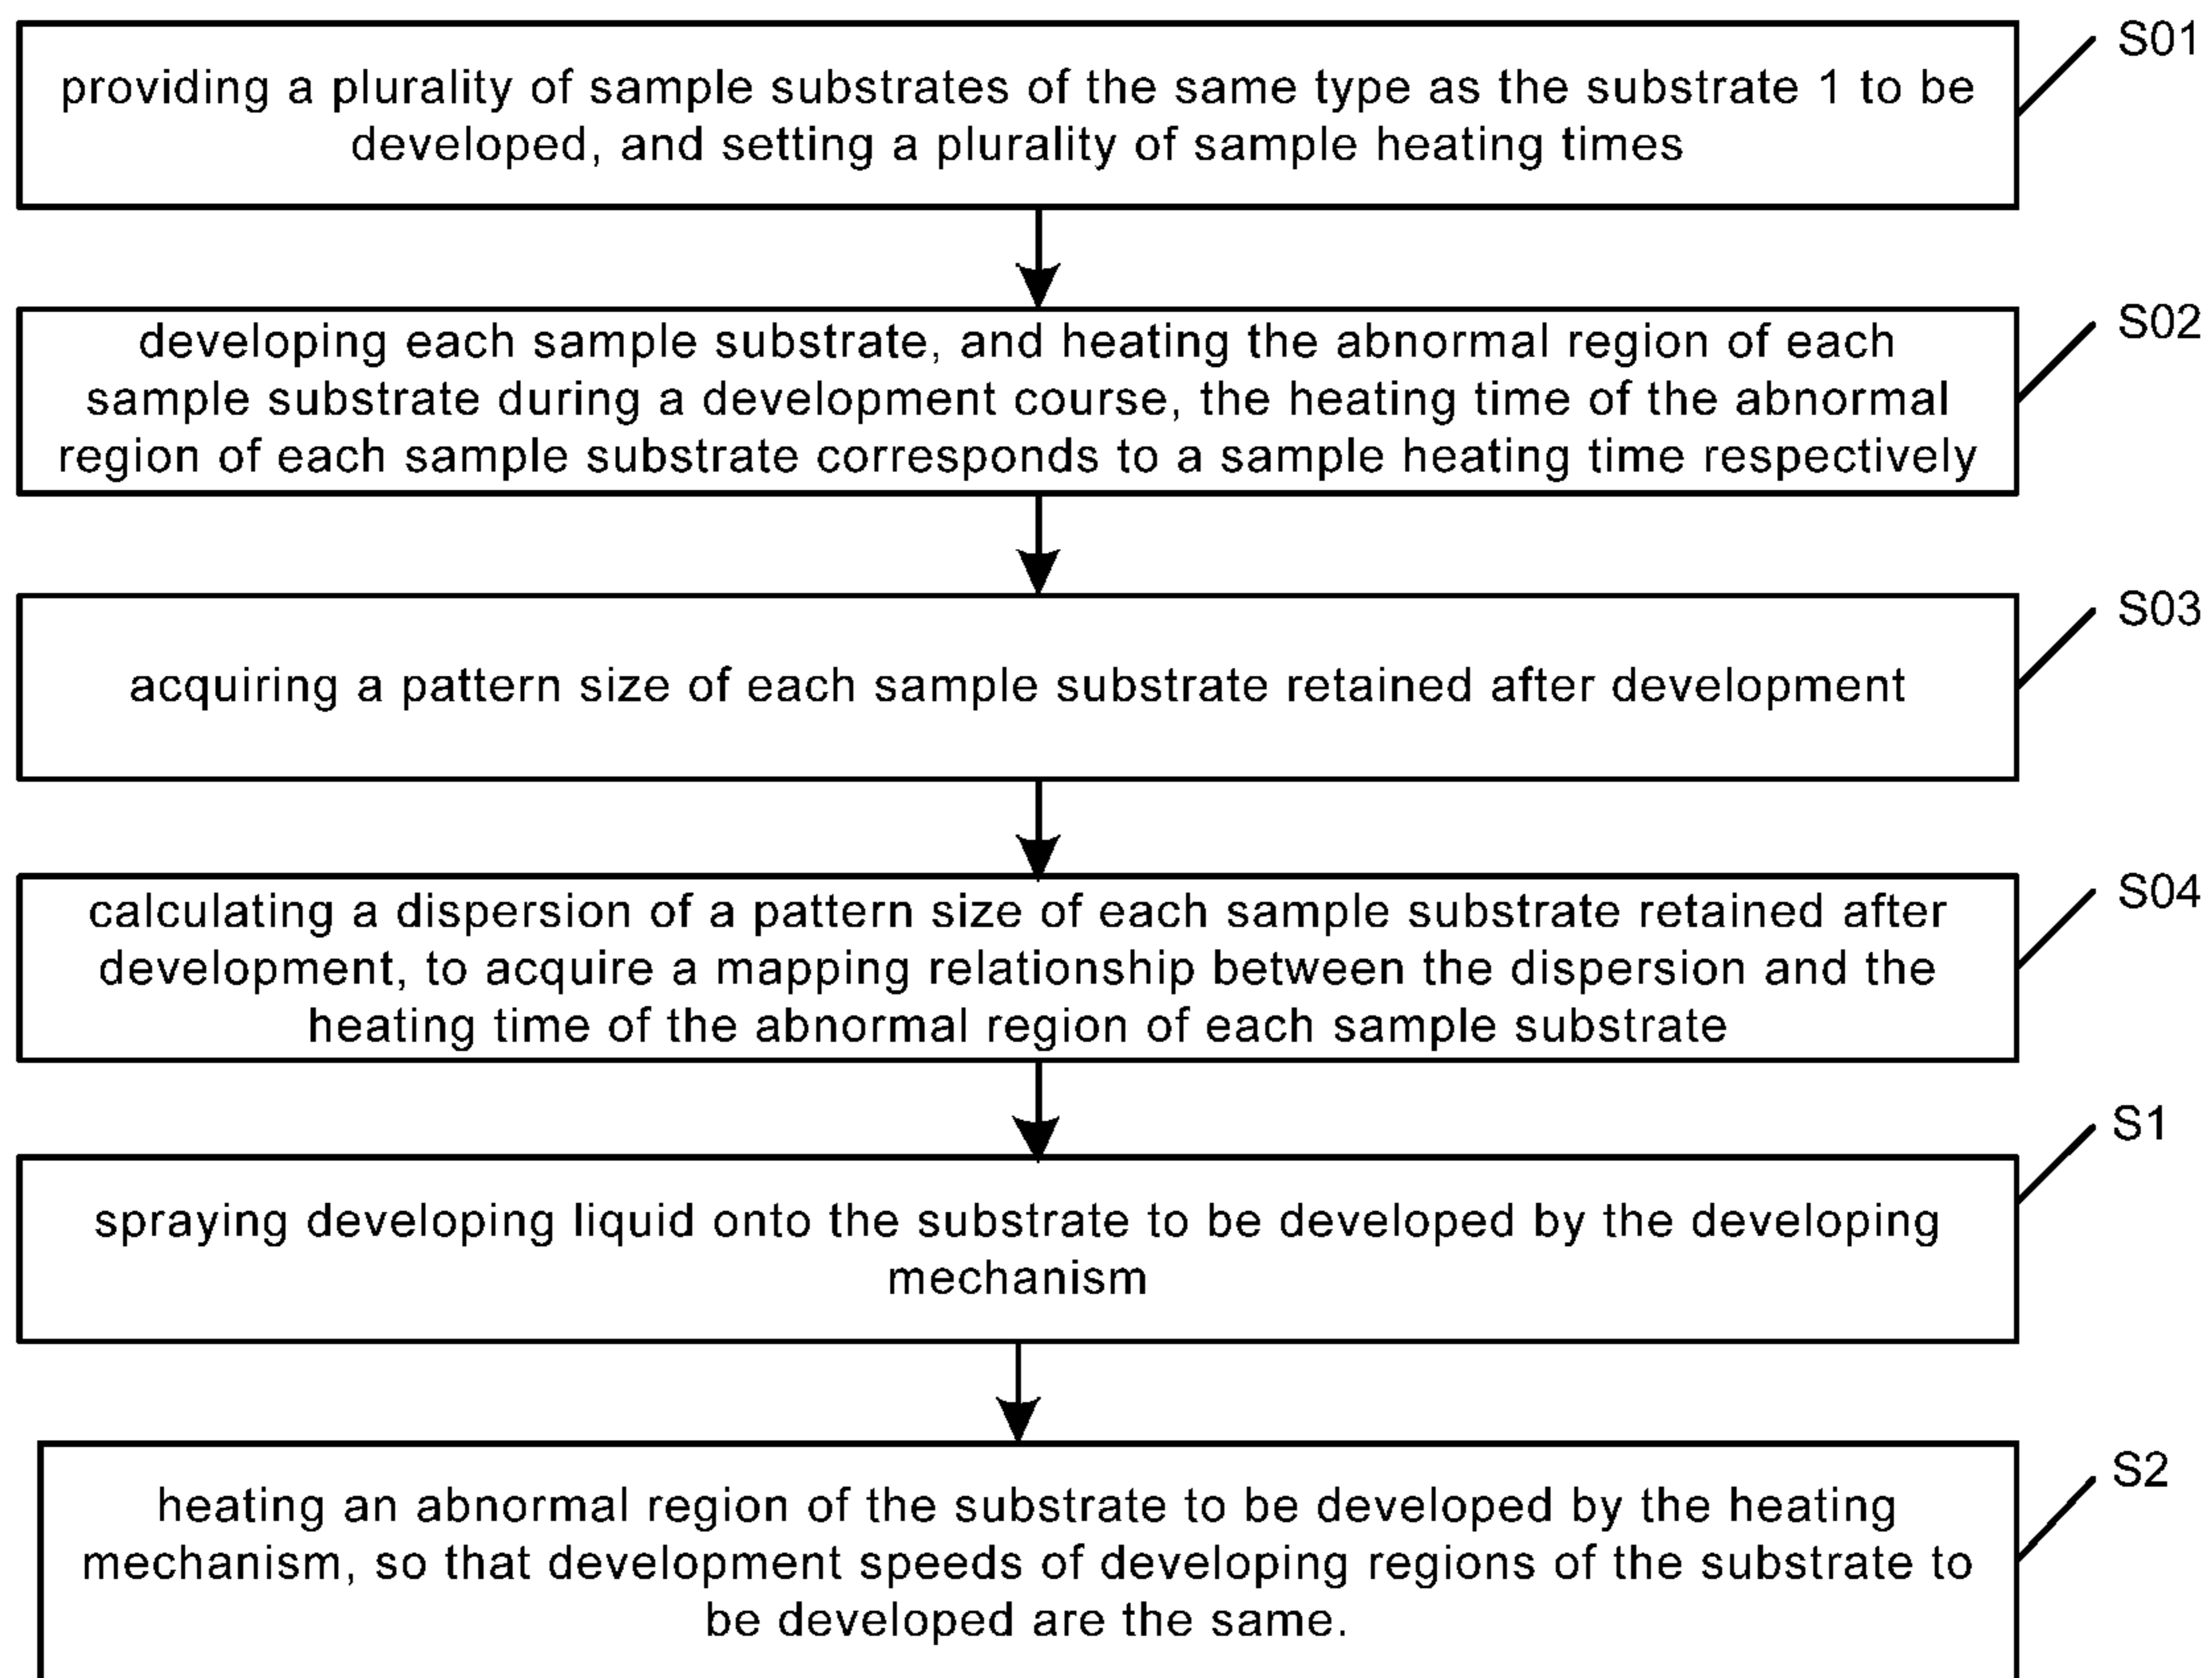 S01
providing a plurality of sample substrates of the same type as the substrate 1 to be
developed, and setting a plurality of sample heating times
S02
developing each sample substrate, and heating the abnormal region of each
sample substrate during a development course, the heating time of the abnormal
region of each sample substrate corresponds to a sample heating time respectively
S03
acquiring a pattern size of each sample substrate retained after development
S04
calculating a dispersion of a pattern size of each sample substrate retained after
development, to acquire a mapping relationship between the dispersion and the
heating time of the abnormal region of each sample substrate
S1
spraying developing liquid onto the substrate to be developed by the developing
mechanism
S2
heating an abnormal region of the substrate to be developed by the heating
mechanism, so that development speeds of developing regions of the substrate to
be developed are the same.